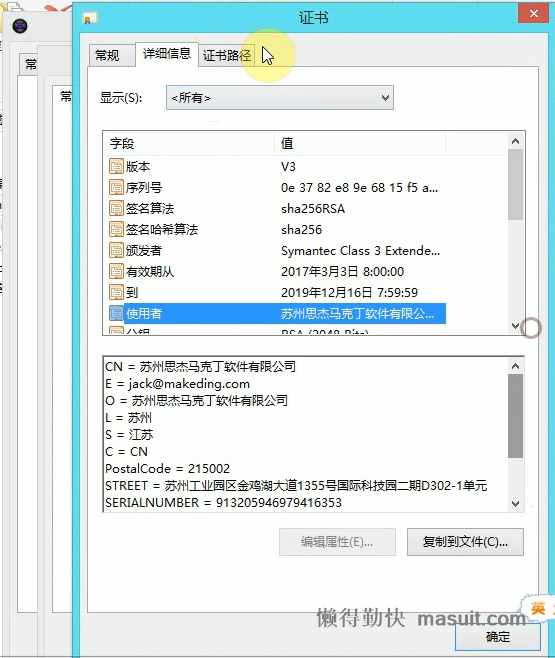 证书
常规 详细信息 证书路径
常
常
显示(S): <所有>
字段 值
版本 V3
序列号 0e 37 82 e8 9e 68 15 f5 a...
签名算法 sha256RSA
签名哈希算法 sha256
颁发者 Symantec Class 3 Extende...
有效期从 2017年3月3日 8:00:00
到 2019年12月16日 7:59:59
使用者 苏州思杰马克丁软件有限公...
公钥 RSA (2048 Bits)
CN = 苏州思杰马克丁软件有限公司
E = jack@makeding.com
O = 苏州思杰马克丁软件有限公司
L = 苏州
S = 江苏
C = CN
PostalCode = 215002
STREET = 苏州工业园区金鸡湖大道1355号国际科技园二期D302-1单元
SERIALNUMBER = 913205946979416353
编辑属性(E)... 复制到文件(C)...
英
懒得勤快 masuit.com
确定